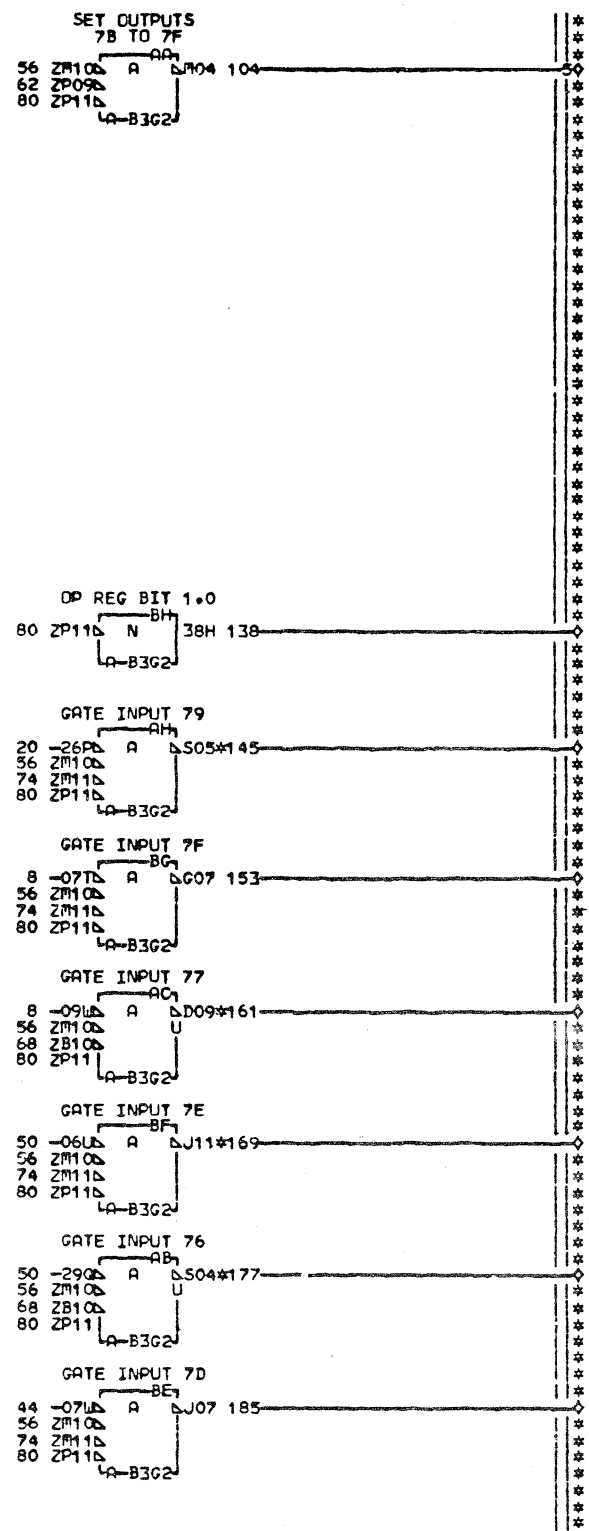 SET OUTPUTS
7B TO 7F
AA
56 ZM10 A M04 104 5
62 ZP09
80 ZP11
A-B3G2
OP REG BIT 1.0
BH
80 ZP11 N 38H 138
A-B3G2
GATE INPUT 79
AH
20 -26P A S05*145
56 ZM10
74 ZM11
80 ZP11
A-B3G2
GATE INPUT 7F
BG
8 -07T A G07 153
56 ZM10
74 ZM11
80 ZP11
A-B3G2
GATE INPUT 77
AC
8 -09W A D09*161
56 ZM10 U
68 ZB10
80 ZP11
A-B3G2
GATE INPUT 7E
BF
50 -06U A J11*169
56 ZM10
74 ZM11
80 ZP11
A-B3G2
GATE INPUT 76
AB
50 -29Q A S04*177
56 ZM10 U
68 ZB10
80 ZP11
A-B3G2
GATE INPUT 7D
BE
44 -07W A J07 185
56 ZM10
74 ZM11
80 ZP11
A-B3G2